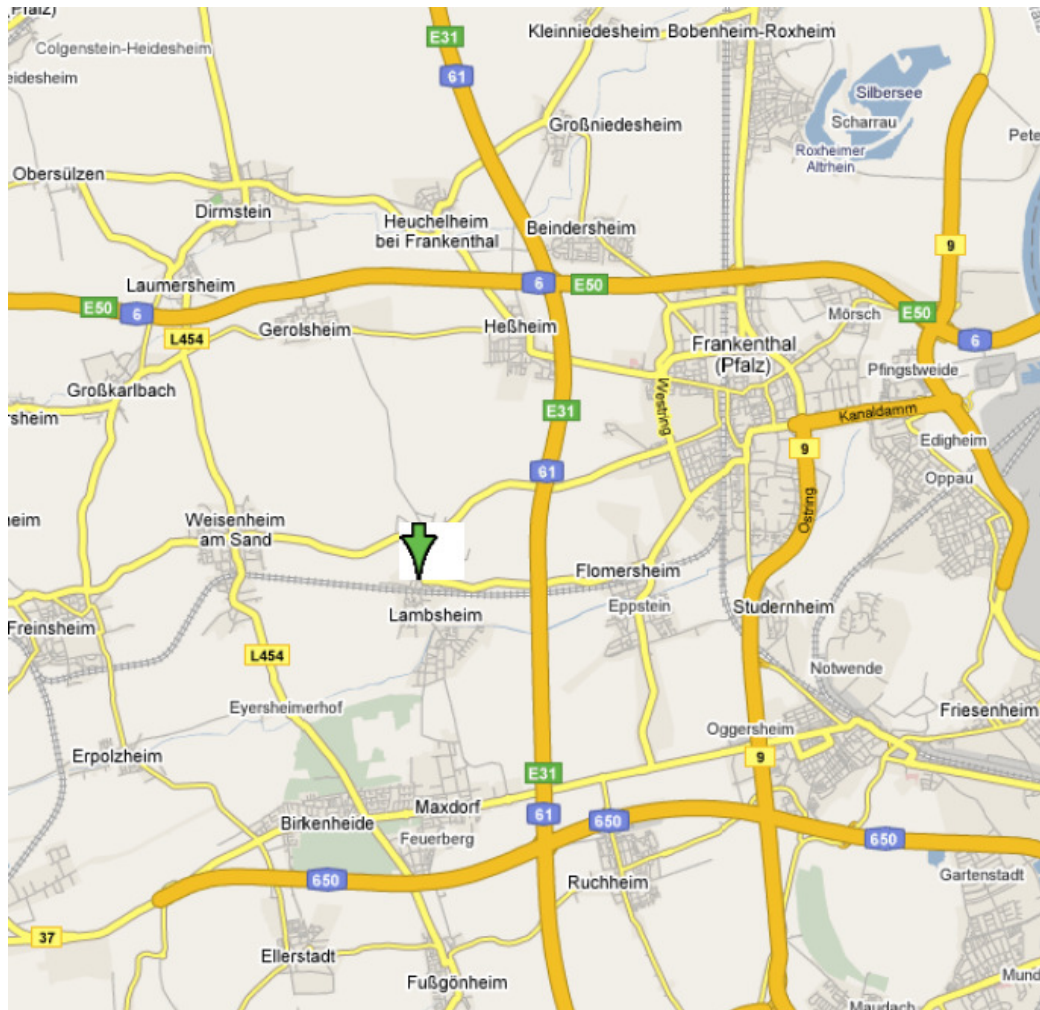 Pfalz)
E31
Kleinniedesheim
Bobenheim-Roxheim
Colgenstein-Heidesheim
eidesheim
61
Silbersee
Scharrau
Großniedesheim
Pete
Roxheimer
Altrhein
Obersülzen
Dirmstein
Heuchelheim
bei Frankenthal
Beindersheim
9
Laumersheim
6
E50
E50
6
E50
Mörsch
Gerolsheim
Heßheim
L454
Frankenthal
(Pfalz)
6
Pfingstweide
Großkarlbach
Westring
E31
Kanaldamm
rsheim
Edigheim
9
61
Oppau
Ostring
heim
Weisenheim
am Sand
Flomersheim
Lambsheim
Eppstein
Studernheim
Freinsheim
L454
Notwende
Eyersheimerhof
Friesenheim
Oggersheim
Erpolzheim
9
E31
Maxdorf
61
650
Birkenheide
Feuerberg
650
650
Ruchheim
Gartenstadt
37
Ellerstadt
Fußgönheim
Mund
Maudach